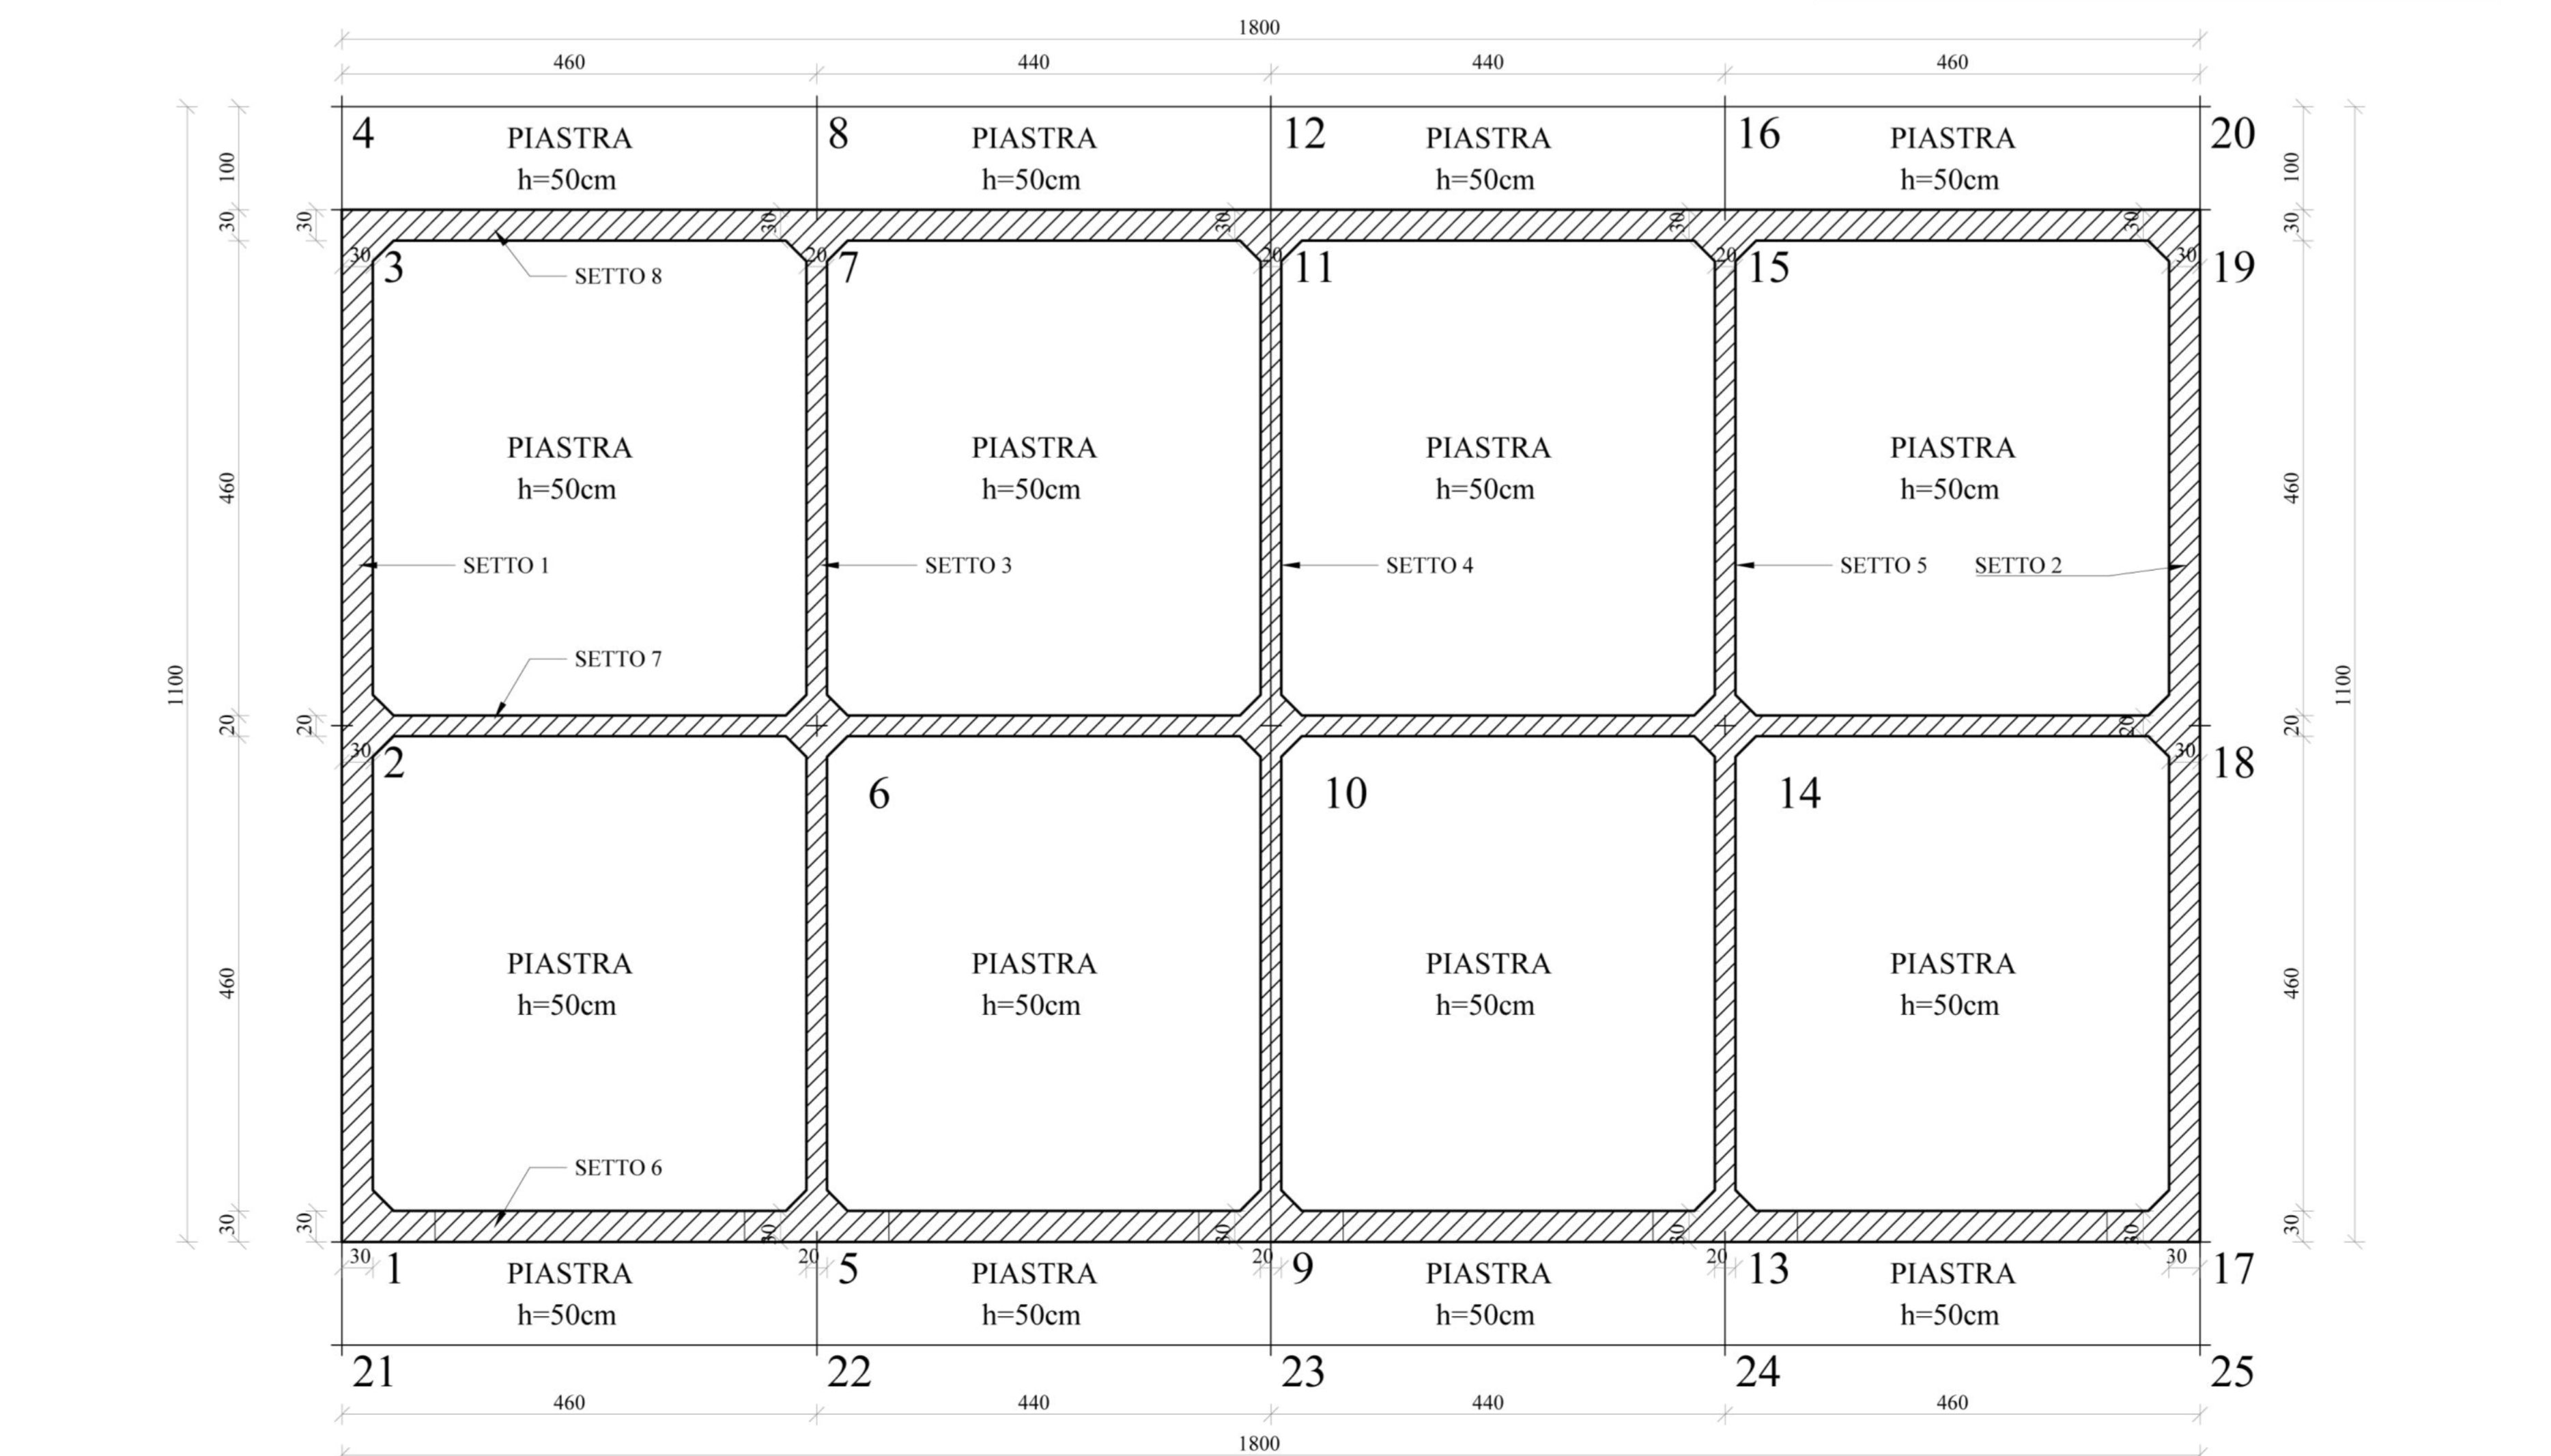 1800
460 440 440 460
4 PIASTRA 8 PIASTRA 12 PIASTRA 16 PIASTRA 20
h=50cm h=50cm h=50cm h=50cm
100 100
30 30 30 30 30 30 30
30 3 20 7 20 11 20 15 30 19
SETTO 8
PIASTRA PIASTRA PIASTRA PIASTRA
460 h=50cm h=50cm h=50cm h=50cm 460
SETTO 1 SETTO 3 SETTO 4 SETTO 5 SETTO 2
SETTO 7
1100 1100
20 20 20 20
30 2 30 18
6 10 14
PIASTRA PIASTRA PIASTRA PIASTRA
460 h=50cm h=50cm h=50cm h=50cm 460
SETTO 6
30 30 30 30 30 30 30
30 1 20 5 20 9 20 13 30 17
PIASTRA PIASTRA PIASTRA PIASTRA
h=50cm h=50cm h=50cm h=50cm
21 22 23 24 25
460 440 440 460
1800